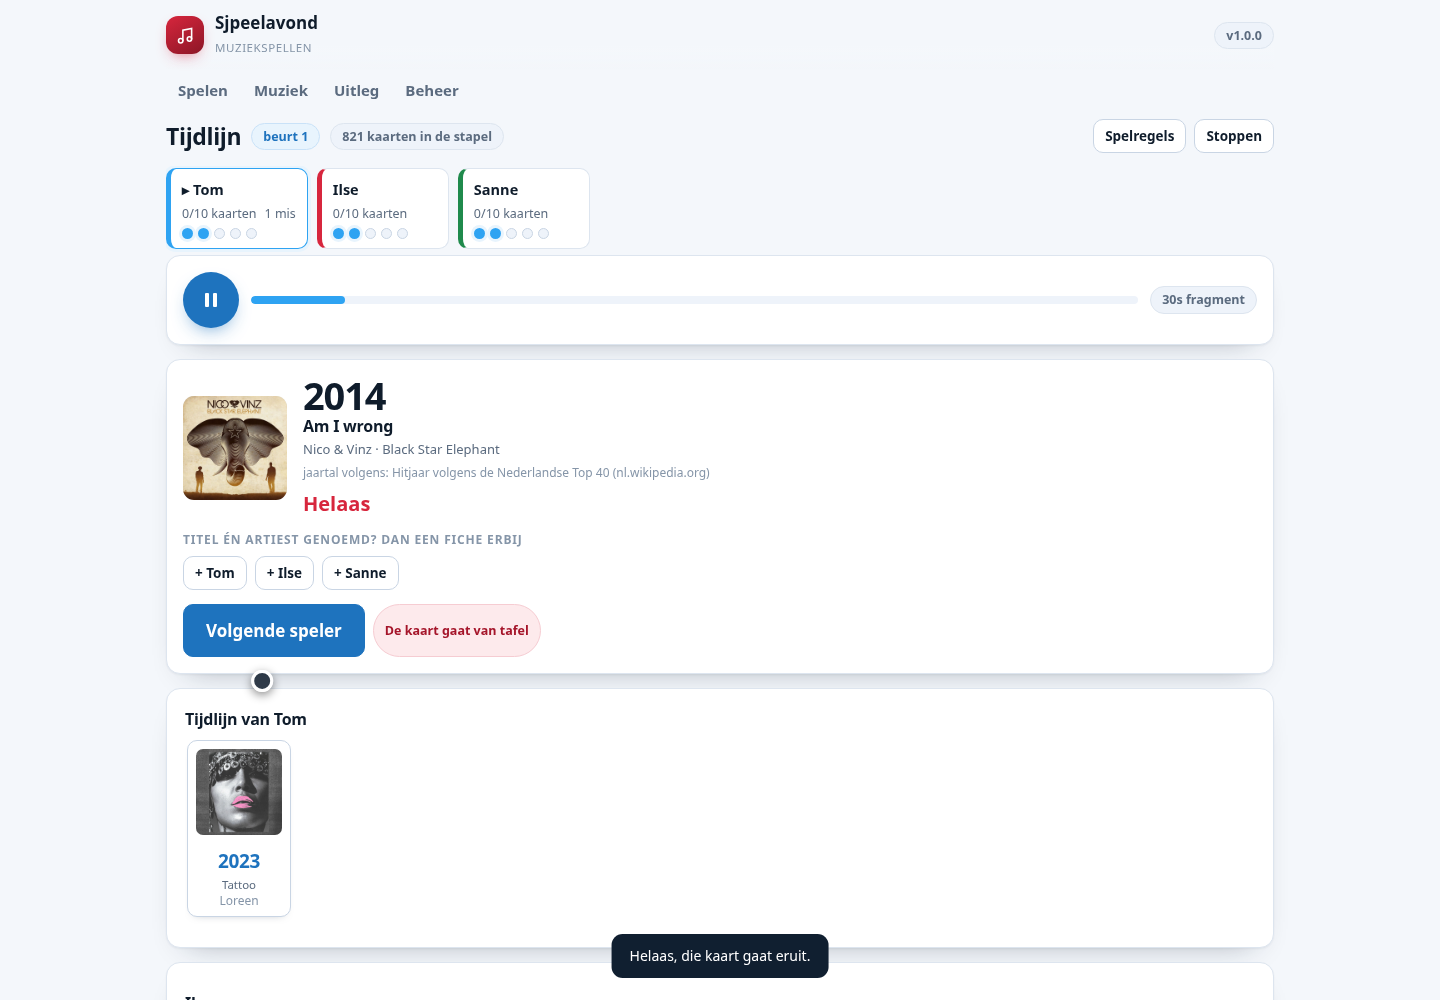 Sjpeelavond
MUZIEKSPELLEN
v1.0.0
Spelen Muziek Uitleg Beheer
Tijdlijn beurt 1 821 kaarten in de stapel Spelregels Stoppen
▸ Tom
0/10 kaarten 1 mis
Ilse
0/10 kaarten
Sanne
0/10 kaarten
30s fragment
NICO VINZ
BLACK STAR ELEPHANT
2014
Am I wrong
Nico & Vinz · Black Star Elephant
jaartal volgens: Hitjaar volgens de Nederlandse Top 40 (nl.wikipedia.org)
Helaas
TITEL ÉN ARTIEST GENOEMD? DAN EEN FICHE ERBIJ
+ Tom + Ilse + Sanne
Volgende speler De kaart gaat van tafel
Tijdlijn van Tom
2023
Tattoo
Loreen
Helaas, die kaart gaat eruit.